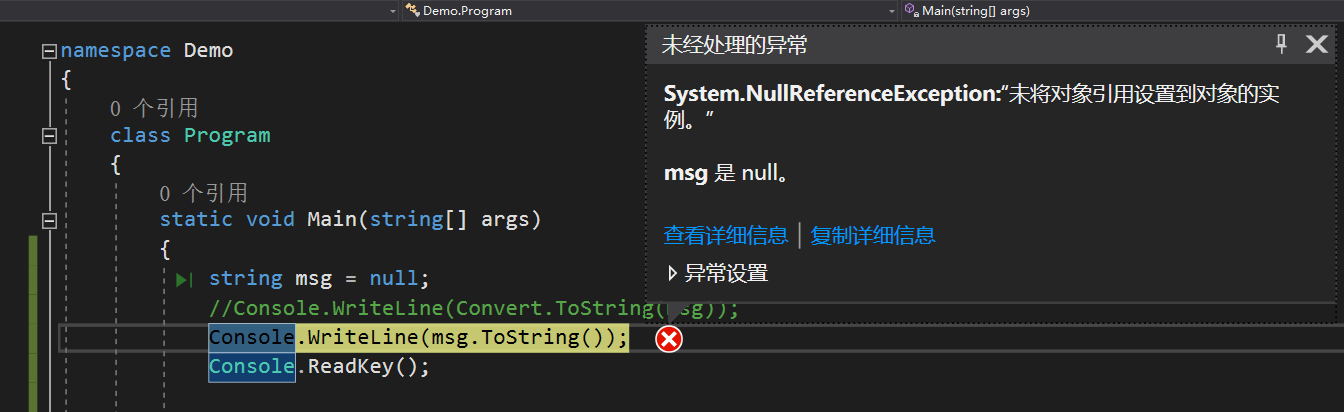 Demo.Program
Main(string[] args)
namespace Demo
{
0 个引用
class Program
{
0 个引用
static void Main(string[] args)
{
string msg = null;
//Console.WriteLine(Convert.ToString(msg));
Console.WriteLine(msg.ToString());
Console.ReadKey();
未经处理的异常
System.NullReferenceException:“未将对象引用设置到对象的实
例。”
msg 是 null。
查看详细信息 | 复制详细信息
异常设置